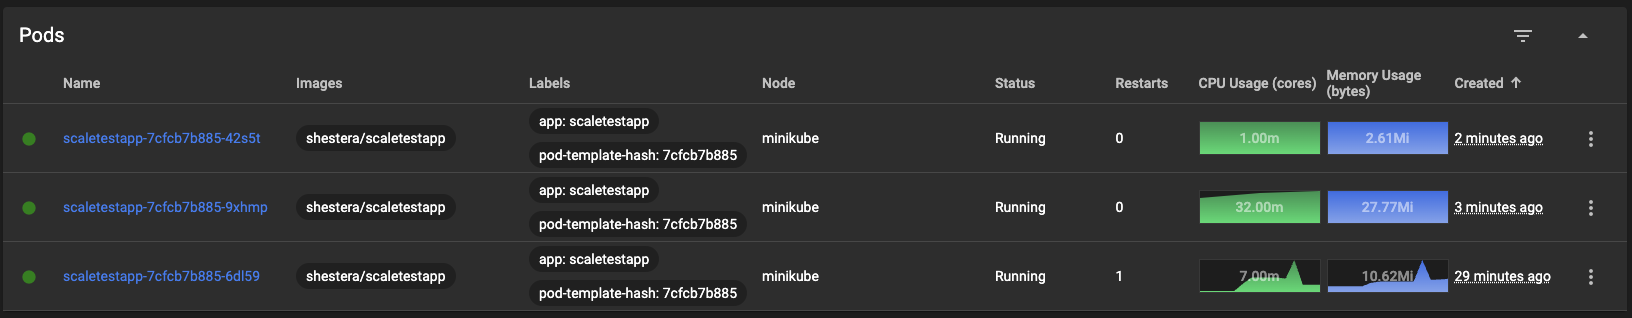 Pods
Name Images Labels Node Status Restarts CPU Usage (cores) Memory Usage (bytes) Created
scaletestapp-7cfcb7b885-42s5t shestera/scaletestapp app: scaletestapp pod-template-hash: 7cfcb7b885 minikube Running 0 1.00m 2.61Mi 2 minutes ago
scaletestapp-7cfcb7b885-9xhmp shestera/scaletestapp app: scaletestapp pod-template-hash: 7cfcb7b885 minikube Running 0 32.00m 27.77Mi 3 minutes ago
scaletestapp-7cfcb7b885-6dl59 shestera/scaletestapp app: scaletestapp pod-template-hash: 7cfcb7b885 minikube Running 1 7.00m 10.62Mi 29 minutes ago